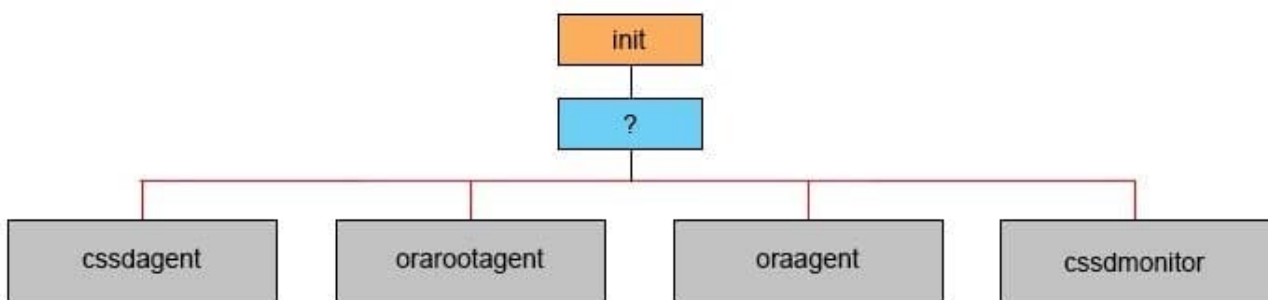 init
?
cssdagent
orarootagent
oraagent
cssdmonitor